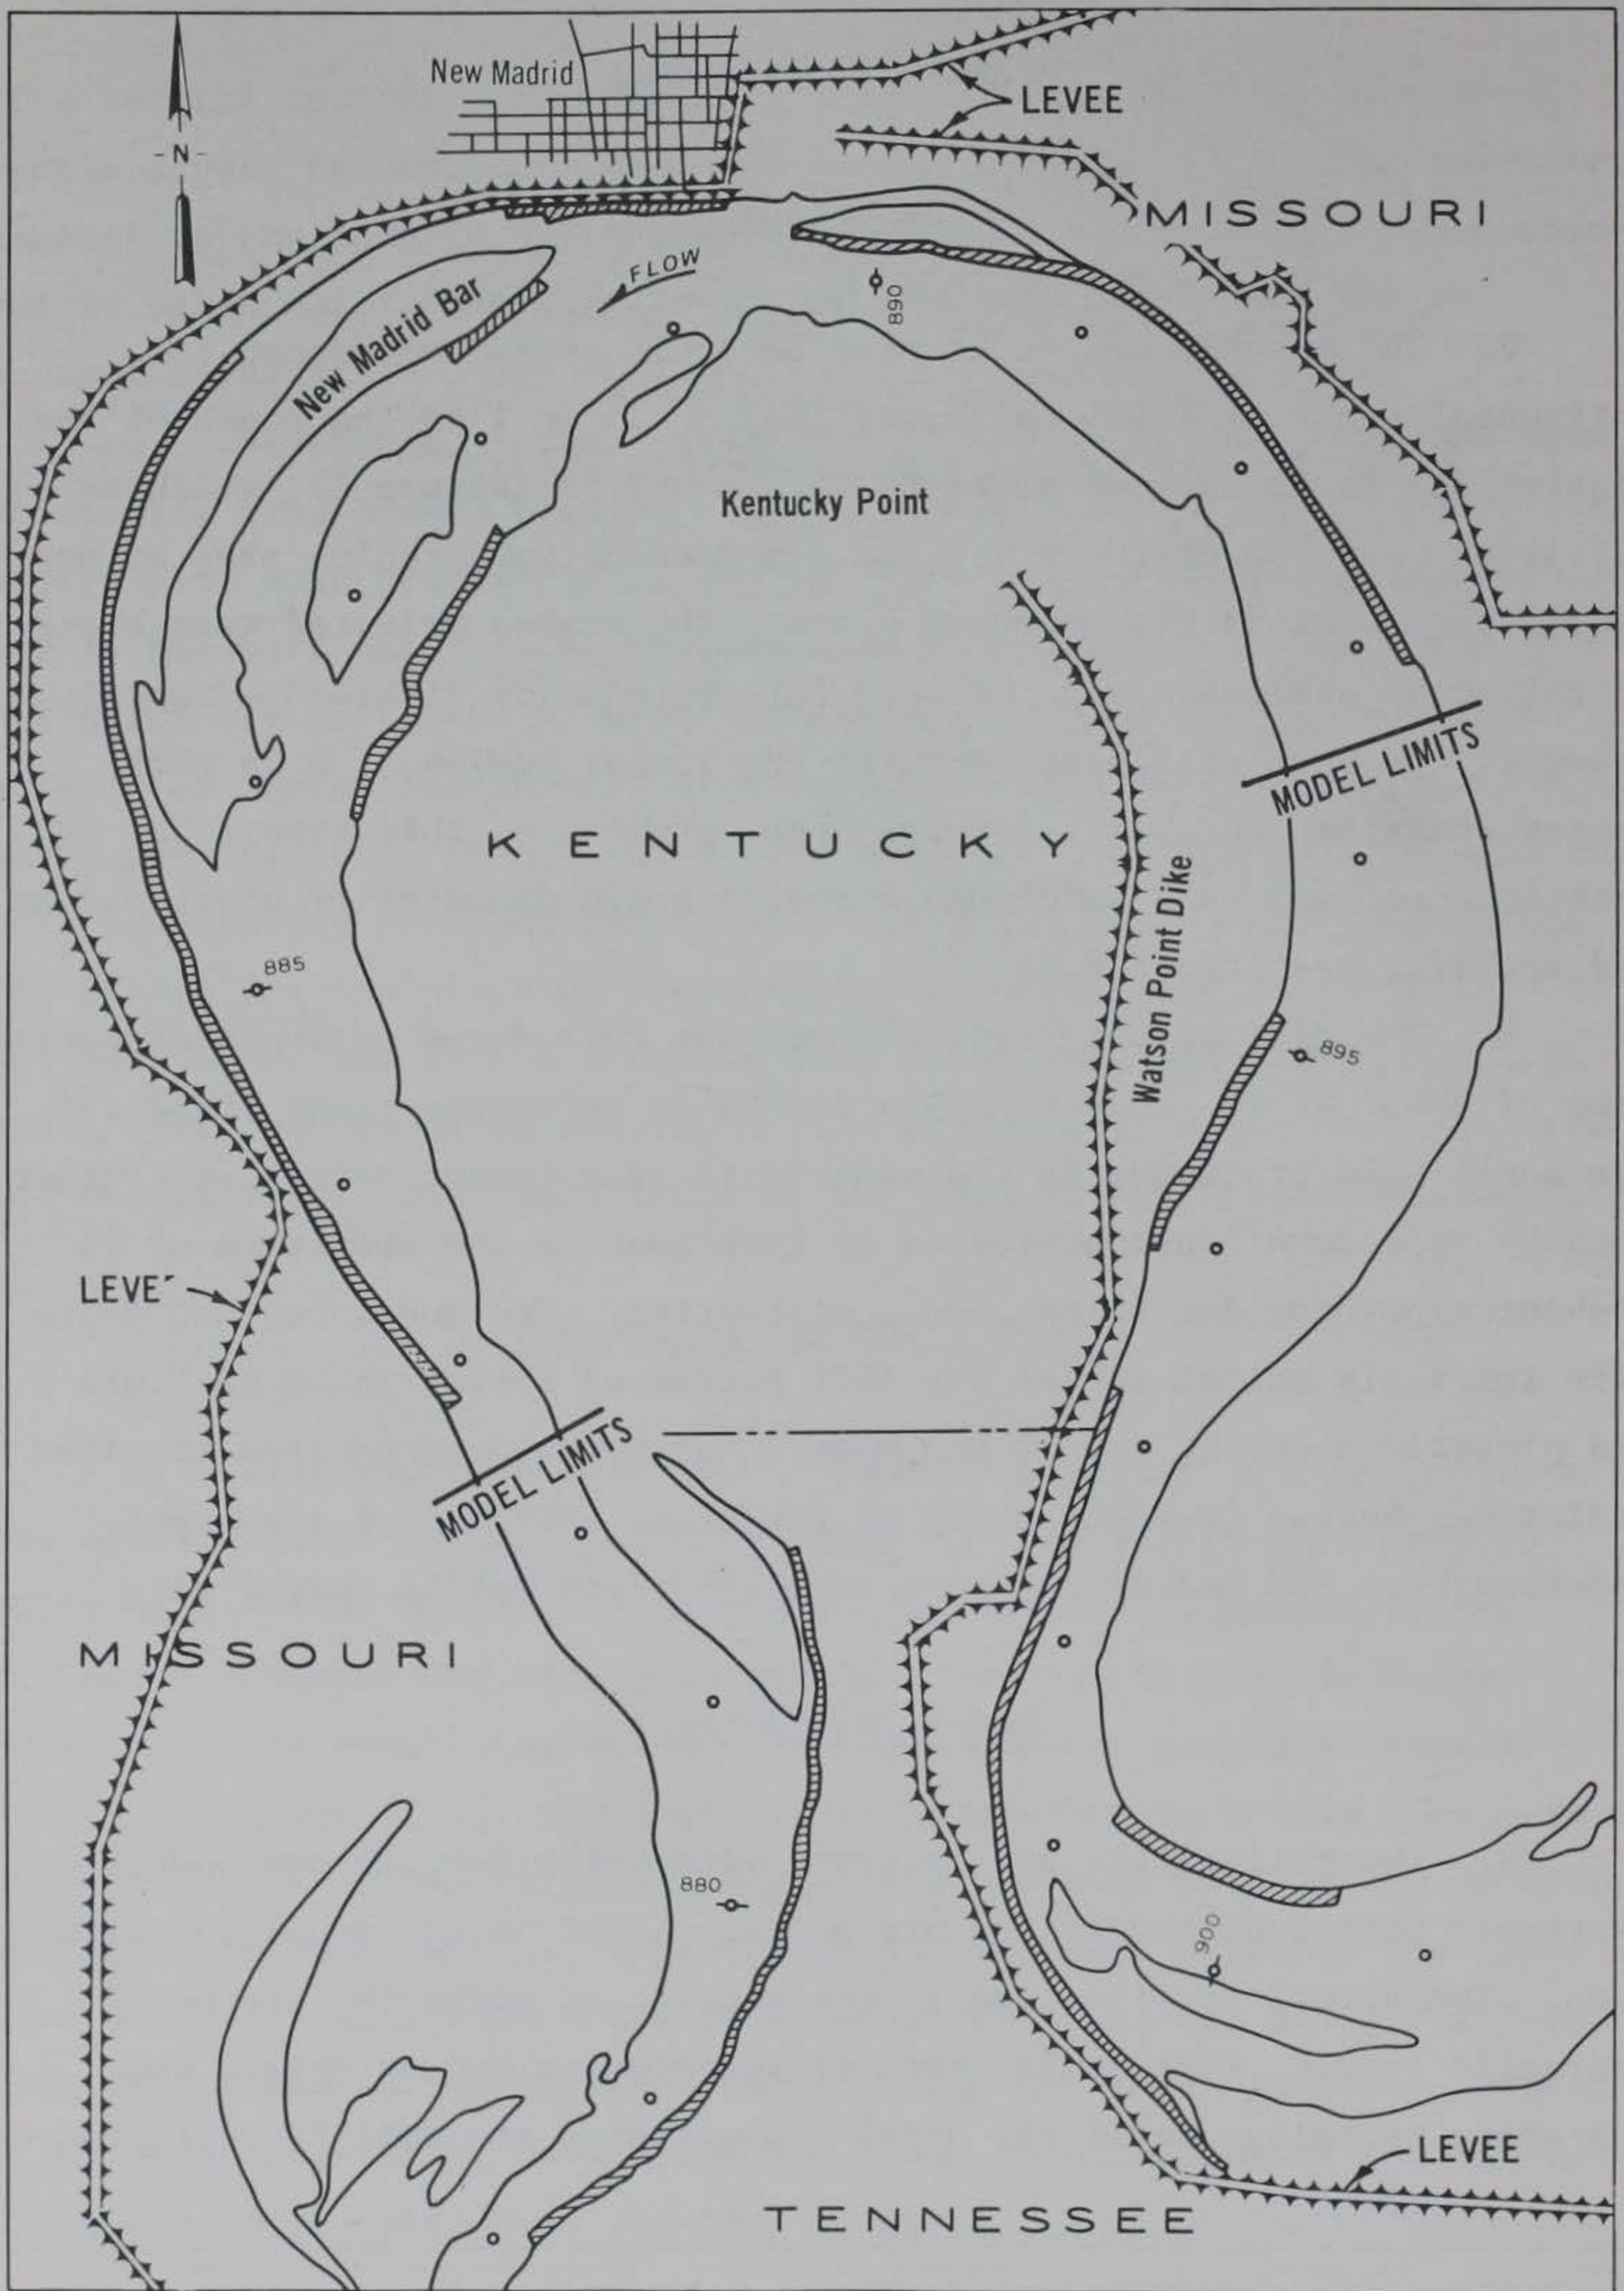 New Madrid
LEVEE
- N -
MISSOURI
FLOW
890
New Madrid Bar
Kentucky Point
MODEL LIMITS
KENTUCKY
Watson Point Dike
885
895
LEVE
MODEL LIMITS
MISSOURI
880
900
LEVEE
TENNESSEE